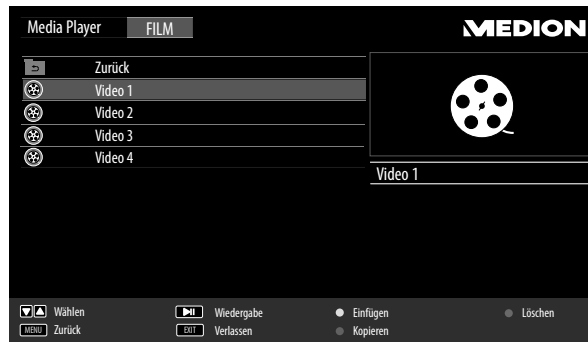 Media Player FILM MEDION
Zurück
Video 1
Video 2
Video 3
Video 4
Video 1
Wählen Wiedergabe Einfügen Löschen
MENU Zurück EXIT Verlassen Kopieren